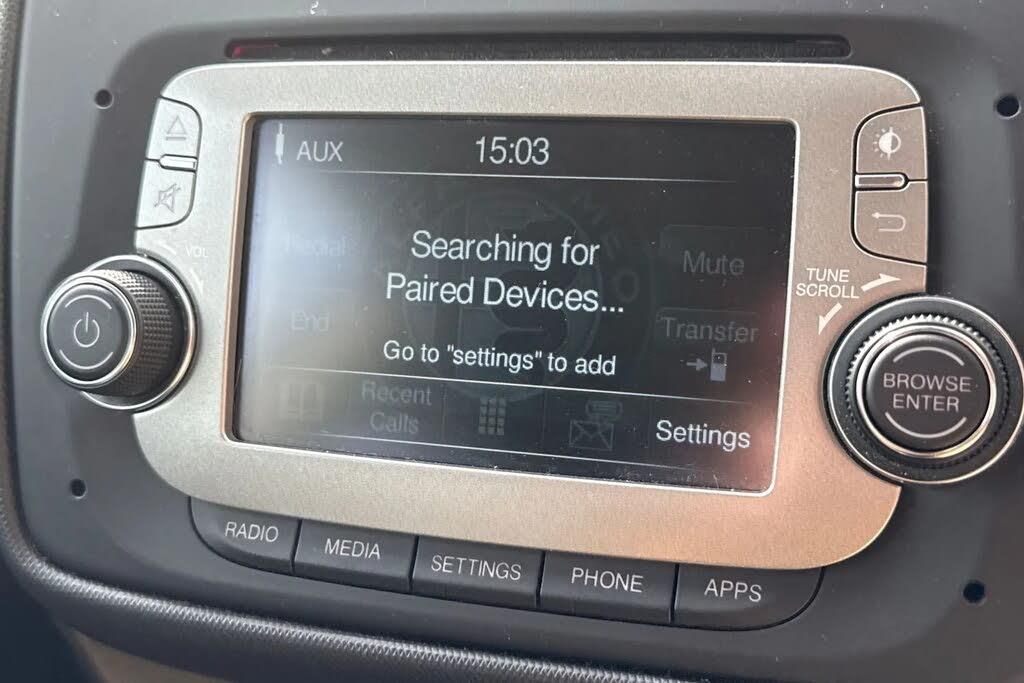 AUX
15:03
Searching for
Paired Devices...
Go to "settings" to add
Redial
End
Mute
Transfer
Recent
Calls
Settings
VOL
TUNE
SCROLL
BROWSE
ENTER
RADIO
MEDIA
SETTINGS
PHONE
APPS